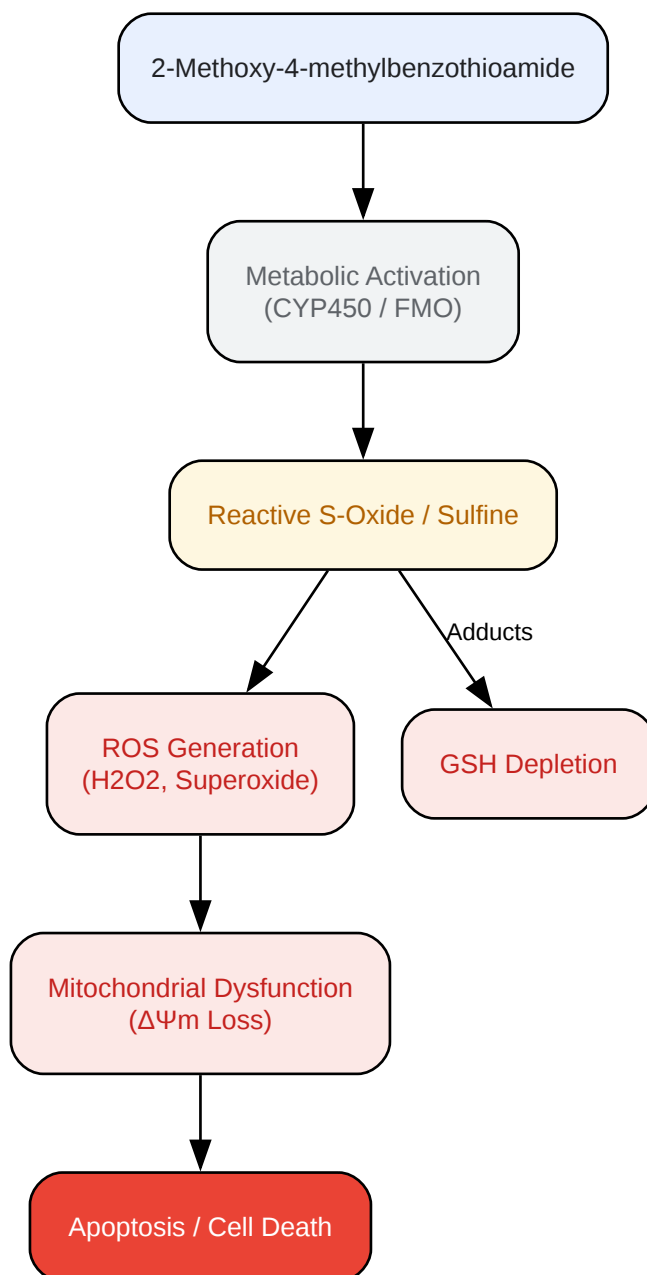 2-Methoxy-4-methylbenzothioamide
Metabolic Activation
(CYP450 / FMO)
Reactive S-Oxide / Sulfine
Adducts
ROS Generation
(H2O2, Superoxide)
GSH Depletion
Mitochondrial Dysfunction
(ΔΨm Loss)
Apoptosis / Cell Death